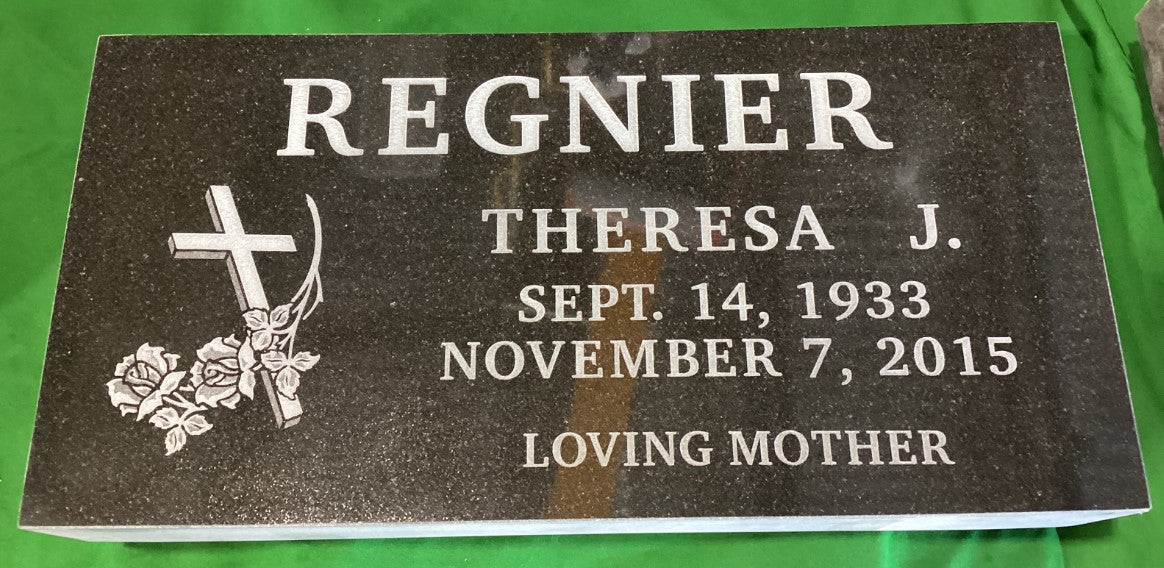 REGNIER
THERESA J.
SEPT. 14, 1933
NOVEMBER 7, 2015
LOVING MOTHER